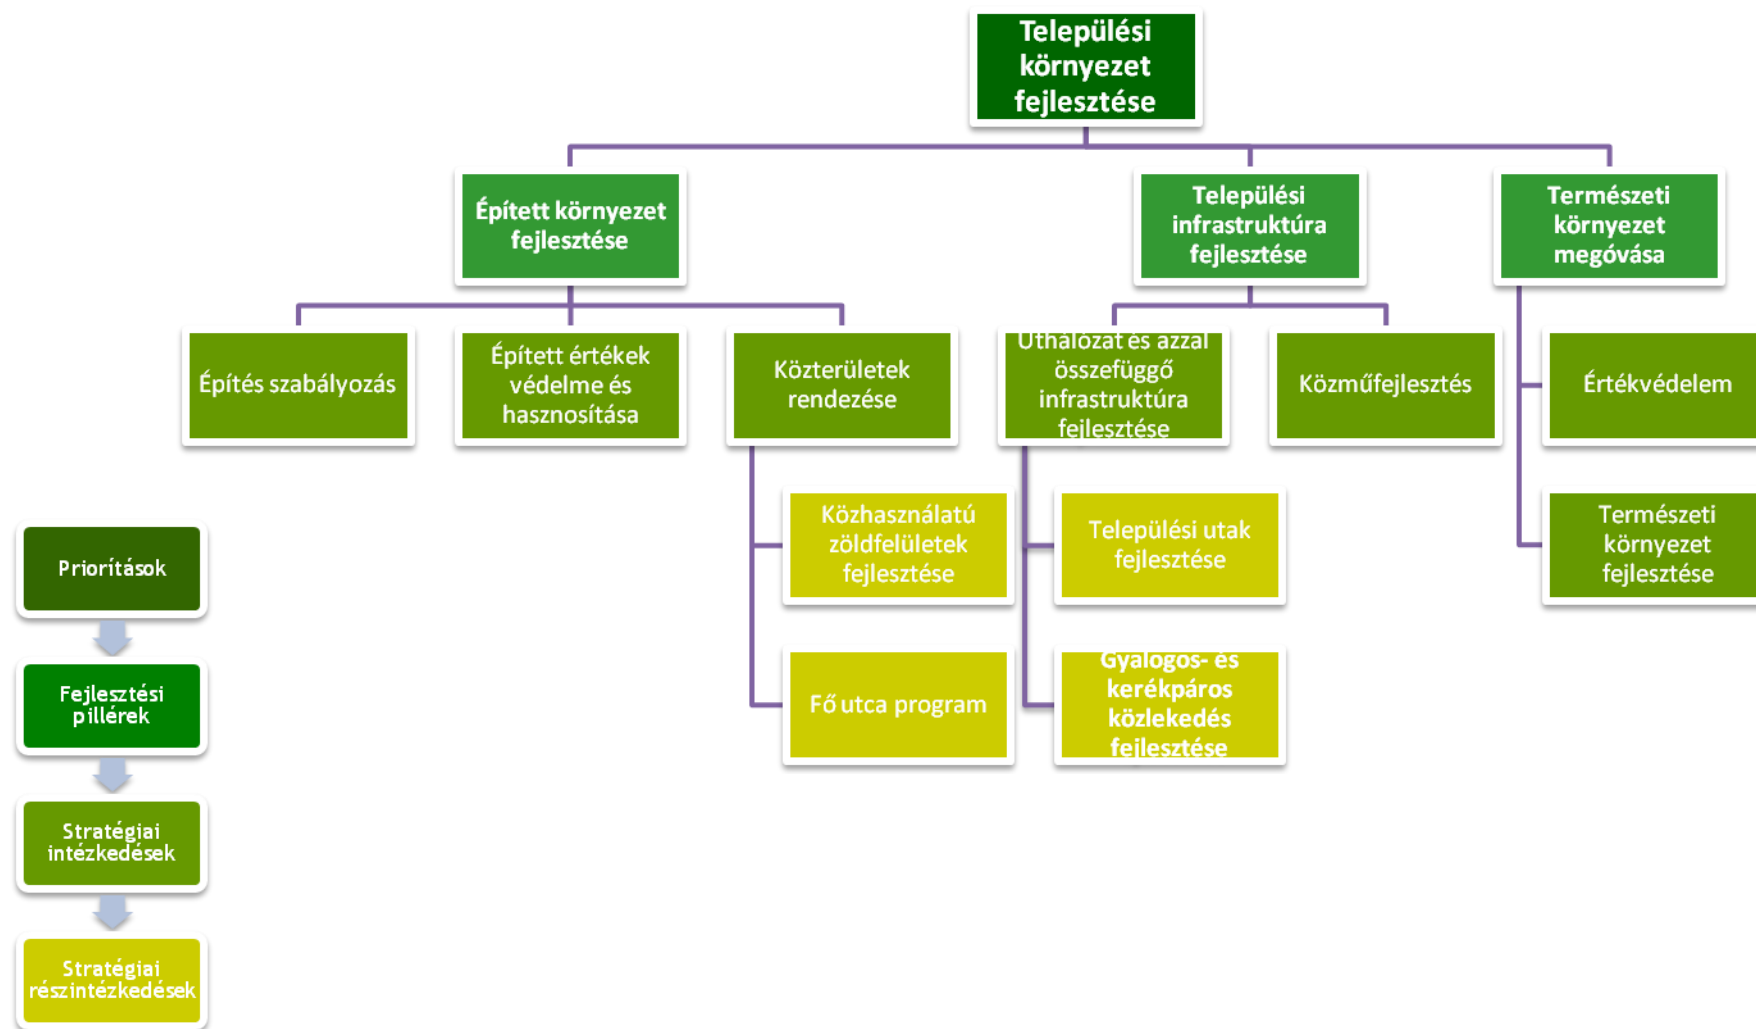 Települési
környezet
fejlesztése
Épített környezet
fejlesztése
Települési
infrastruktúra
fejlesztése
Természeti
környezet
megóvása
Építés szabályozás
Épített értékek
védelme és
hasznosítása
Közterületek
rendezése
Úthálózat és azzal
összefüggő
infrastruktúra
fejlesztése
Közműfejlesztés
Értékvédelem
Közhasználatú
zöldfelületek
fejlesztése
Települési utak
fejlesztése
Természeti
környezet
fejlesztése
Fő utca program
Gyalogos- és
kerékpáros
közlekedés
fejlesztése
Priorítások
Fejlesztési
pillérek
Stratégiai
intézkedések
Stratégiai
részintézkedések